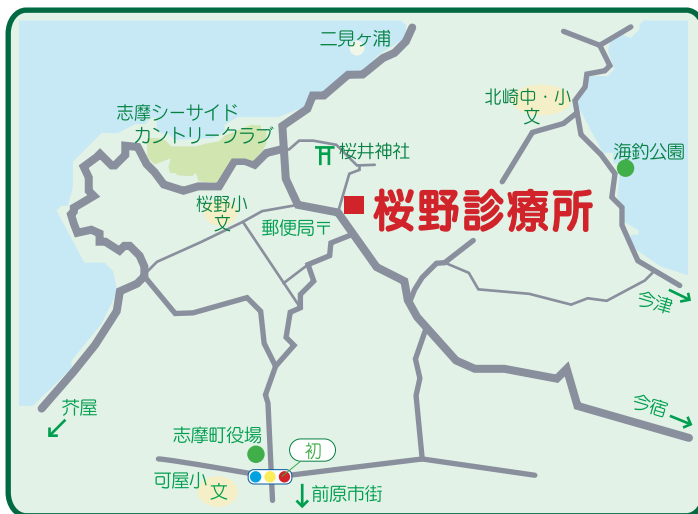 二見ヶ浦
志摩シーサイド
カントリークラブ
北崎中・小
文
桜井神社
海釣公園
桜野小
文
桜野診療所
郵便局〒
今津
芥屋
今宿
志摩町役場
初
可屋小
文
前原市街